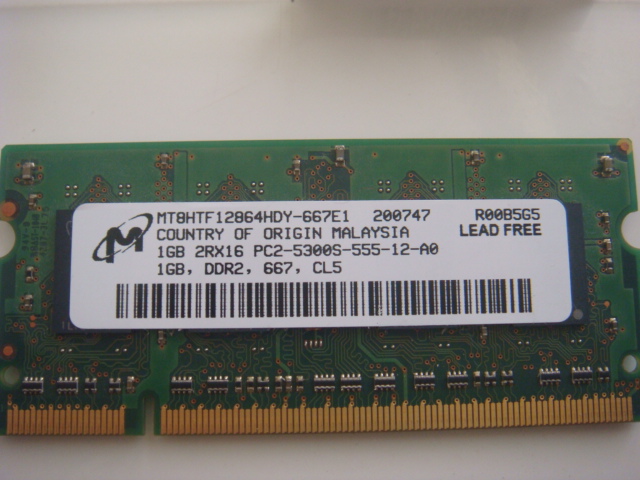 MT8HTF12864HDY-667E1 200747 R00B5G5
COUNTRY OF ORIGIN MALAYSIA LEAD FREE
1GB 2RX16 PC2-5300S-555-12-A0
1GB, DDR2, 667, CL5